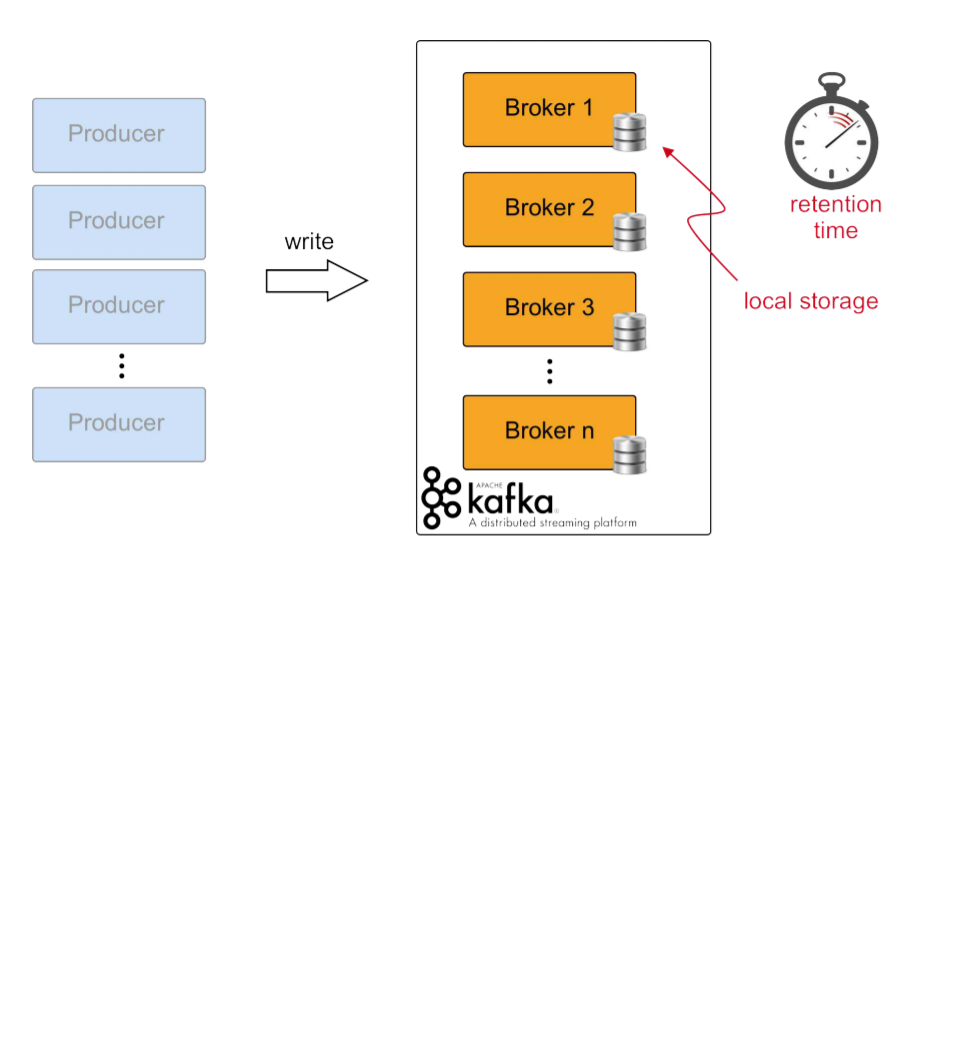 Producer
Producer
Producer
Producer
write
Broker 1
Broker 2
Broker 3
Broker n
APACHE
kafka®
A distributed streaming platform
retention
time
local storage